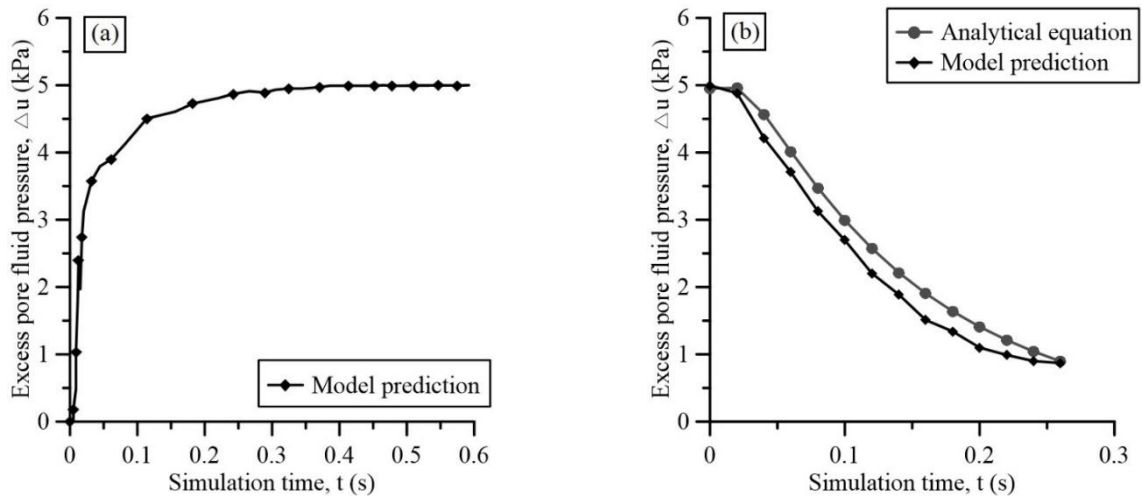 (a)
Excess pore fluid pressure, △u (kPa)
6
5
4
3
2
1
0
Model prediction
0 0.1 0.2 0.3 0.4 0.5 0.6
Simulation time, t (s)
(b)
Analytical equation
Model prediction
Excess pore fluid pressure, △u (kPa)
6
5
4
3
2
1
0
0 0.1 0.2 0.3
Simulation time, t (s)